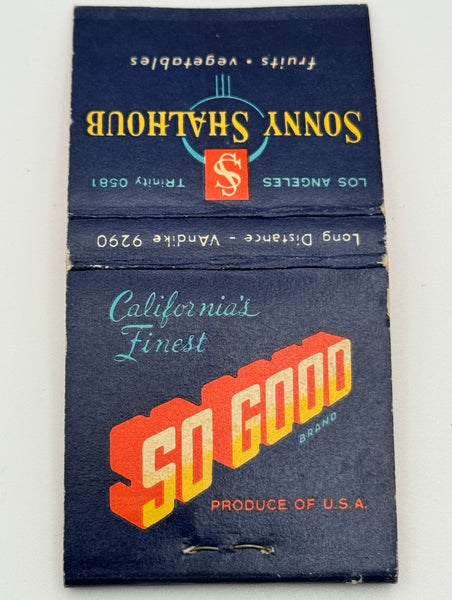 fruits • vegetables
SONNY SHALHOUB
LOS ANGELES SS TRinity 0581
Long Distance - VAndike 9290
California's
Finest
SO GOOD
BRAND
PRODUCE OF U.S.A.